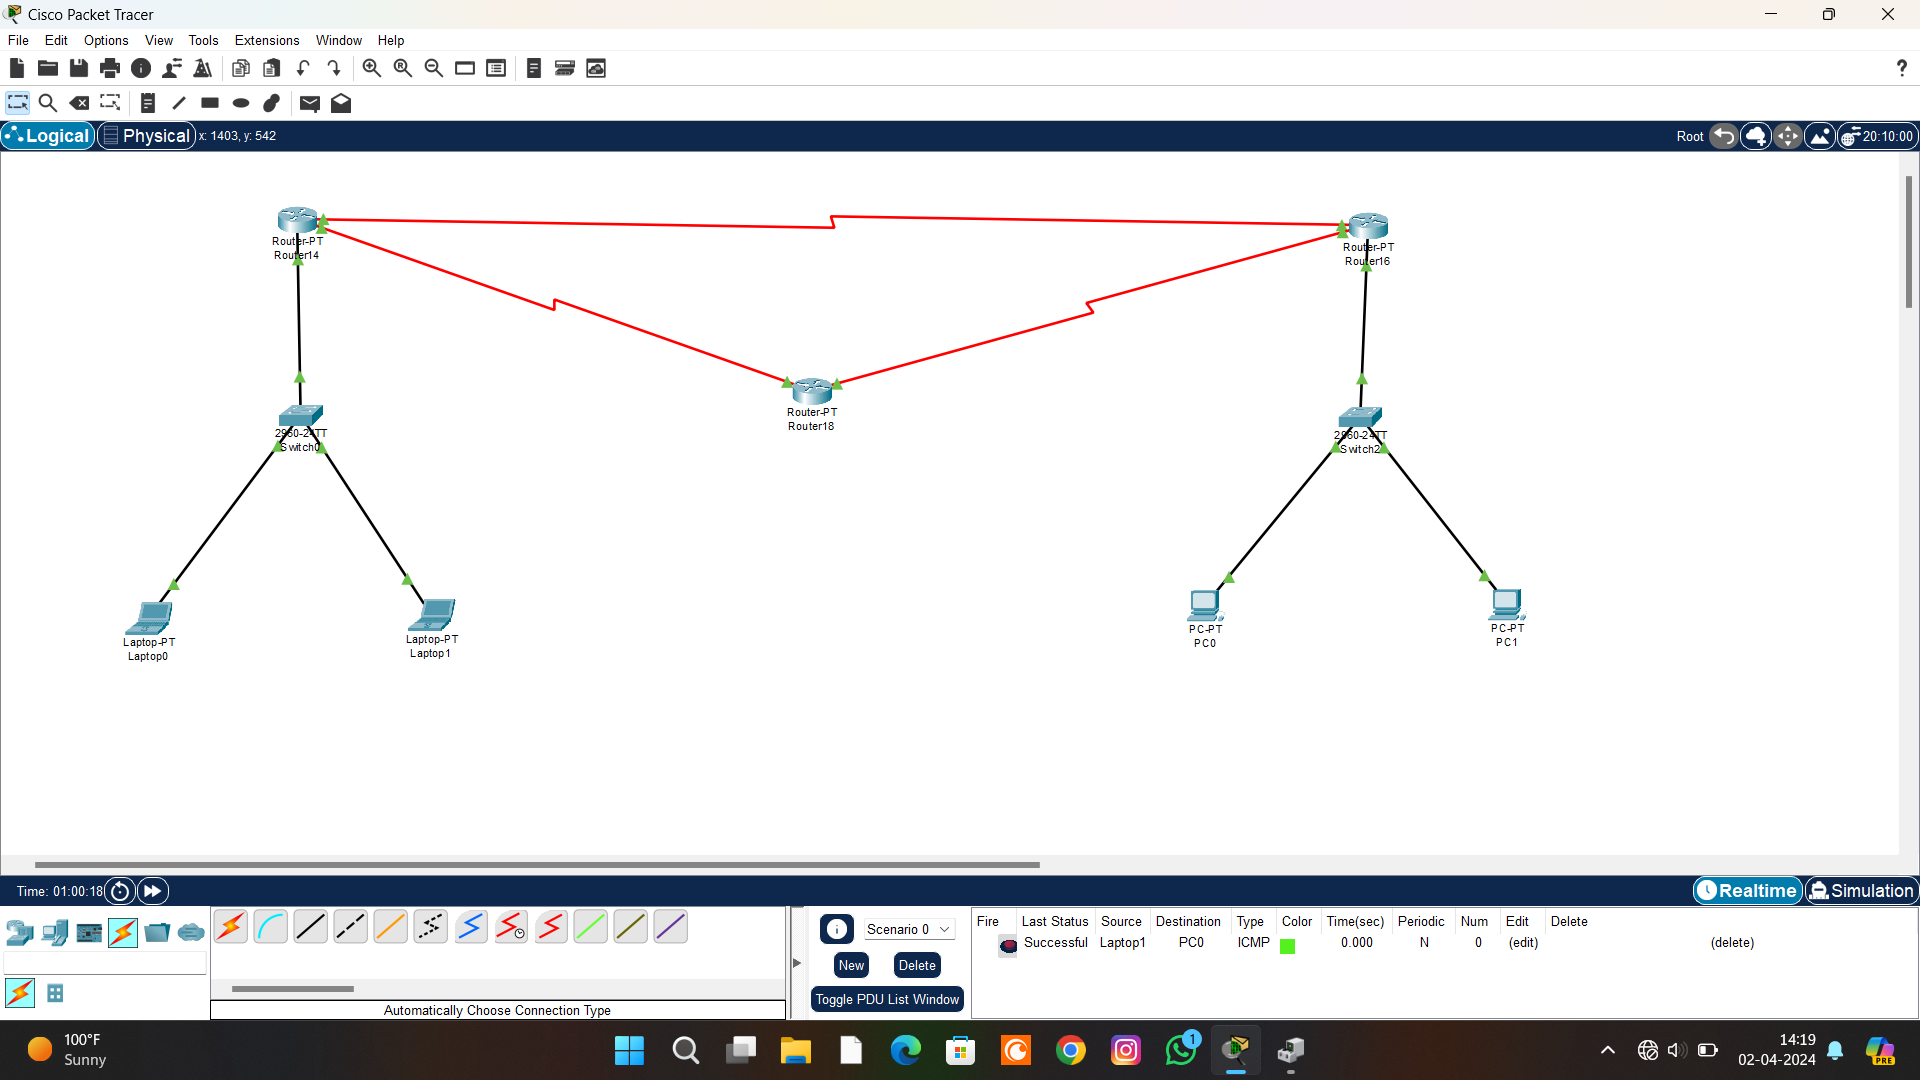 Cisco Packet Tracer
File Edit Options View Tools Extensions Window Help
?
Logical Physical x: 1403, y: 542 Root 20:10:00
Router-PT
Router14
Router-PT
Router16
Router-PT
Router18
2960-24TT
Switch0
2960-24TT
Switch2
Laptop-PT
Laptop0
Laptop-PT
Laptop1
PC-PT
PC0
PC-PT
PC1
Time: 01:00:18 Realtime Simulation
Scenario 0
New Delete
Toggle PDU List Window
Automatically Choose Connection Type
Fire Last Status Source Destination Type Color Time(sec) Periodic Num Edit Delete
Successful Laptop1 PC0 ICMP 0.000 N 0 (edit) (delete)
100°F
Sunny
1
14:19
02-04-2024
PRE